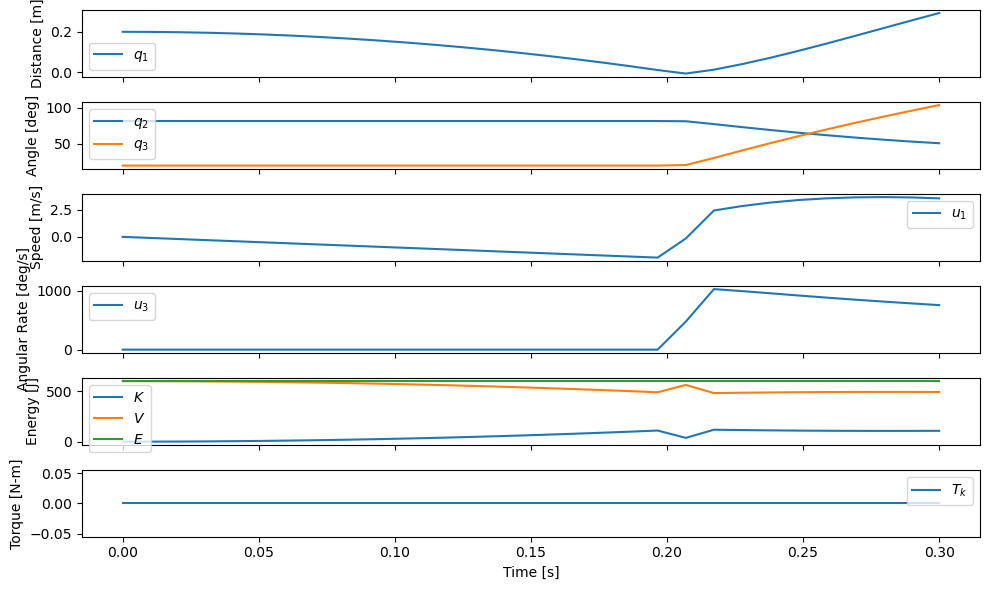 Distance [m]
0.2
0.0
q₁
Angle [deg]
100
50
q₂
q₃
Speed [m/s]
2.5
0.0
u₁
Angular Rate [deg/s]
1000
0
u₃
Energy [J]
500
0
K
V
E
Torque [N-m]
0.05
0.00
−0.05
T_k
0.00 0.05 0.10 0.15 0.20 0.25 0.30
Time [s]